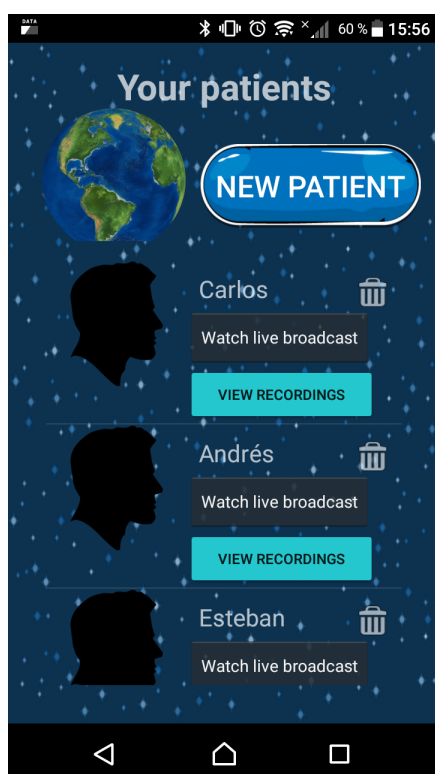 DATA
60 % 15:56
Your patients
NEW PATIENT
Carlos
Watch live broadcast
VIEW RECORDINGS
Andrés
Watch live broadcast
VIEW RECORDINGS
Esteban
Watch live broadcast